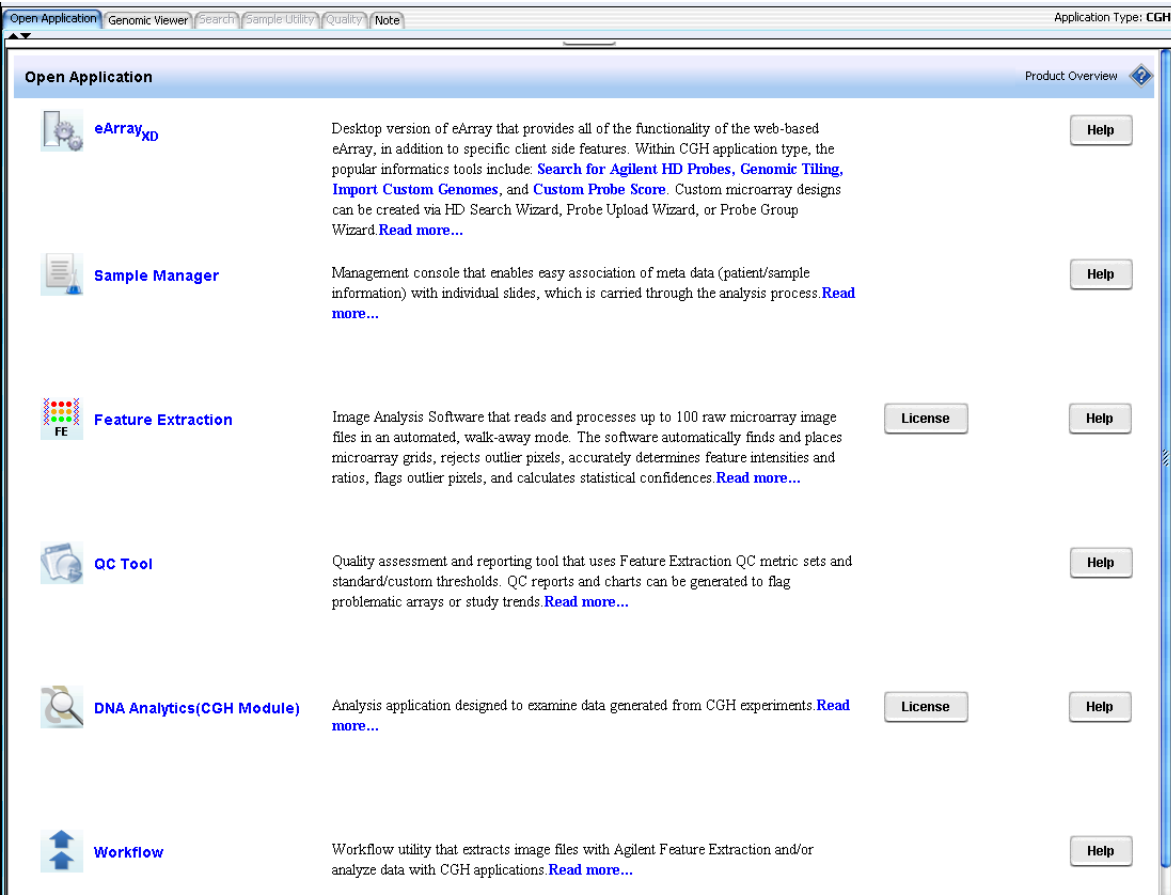 Open Application Genomic Viewer Search Sample Utility Quality Note Application Type: CGH
Open Application Product Overview
eArrayXD Help
Desktop version of eArray that provides all of the functionality of the web-based
eArray, in addition to specific client side features. Within CGH application type, the
popular informatics tools include: Search for Agilent HD Probes, Genomic Tiling,
Import Custom Genomes, and Custom Probe Score. Custom microarray designs
can be created via HD Search Wizard, Probe Upload Wizard, or Probe Group
Wizard.Read more...
Sample Manager Help
Management console that enables easy association of meta data (patient/sample
information) with individual slides, which is carried through the analysis process.Read
more...
FE Feature Extraction License Help
Image Analysis Software that reads and processes up to 100 raw microarray image
files in an automated, walk-away mode. The software automatically finds and places
microarray grids, rejects outlier pixels, accurately determines feature intensities and
ratios, flags outlier pixels, and calculates statistical confidences.Read more...
QC Tool Help
Quality assessment and reporting tool that uses Feature Extraction QC metric sets and
standard/custom thresholds. QC reports and charts can be generated to flag
problematic arrays or study trends.Read more...
DNA Analytics(CGH Module) License Help
Analysis application designed to examine data generated from CGH experiments.Read
more...
Workflow Help
Workflow utility that extracts image files with Agilent Feature Extraction and/or
analyze data with CGH applications.Read more...